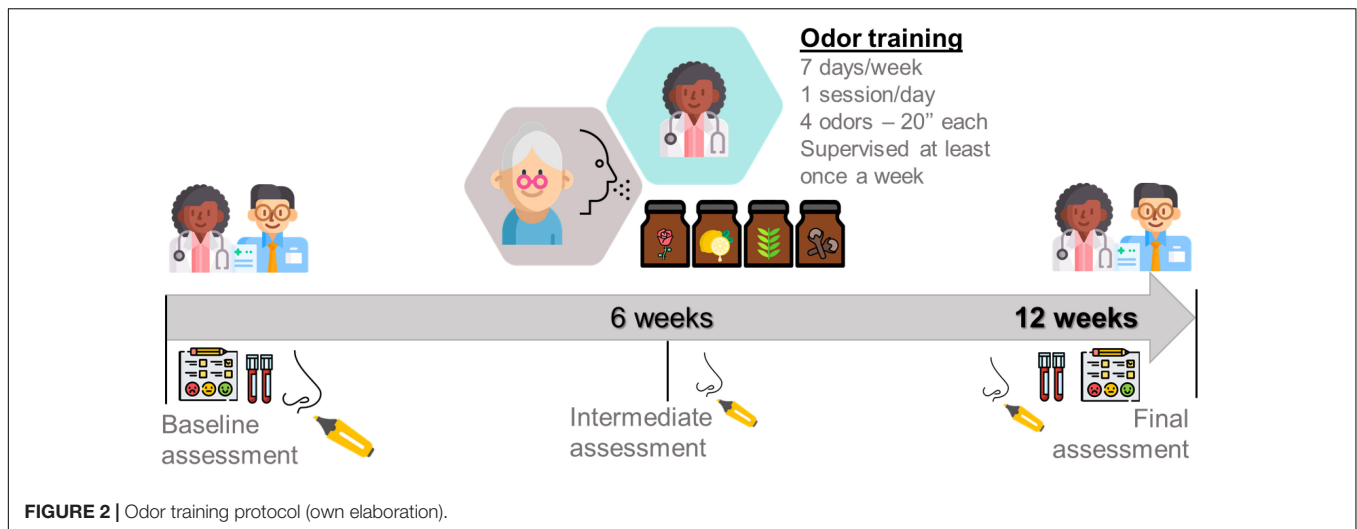 Odor training
7 days/week
1 session/day
4 odors – 20” each
Supervised at least
once a week
6 weeks
12 weeks
Baseline
assessment
Intermediate
assessment
Final
assessment
FIGURE 2 | Odor training protocol (own elaboration).